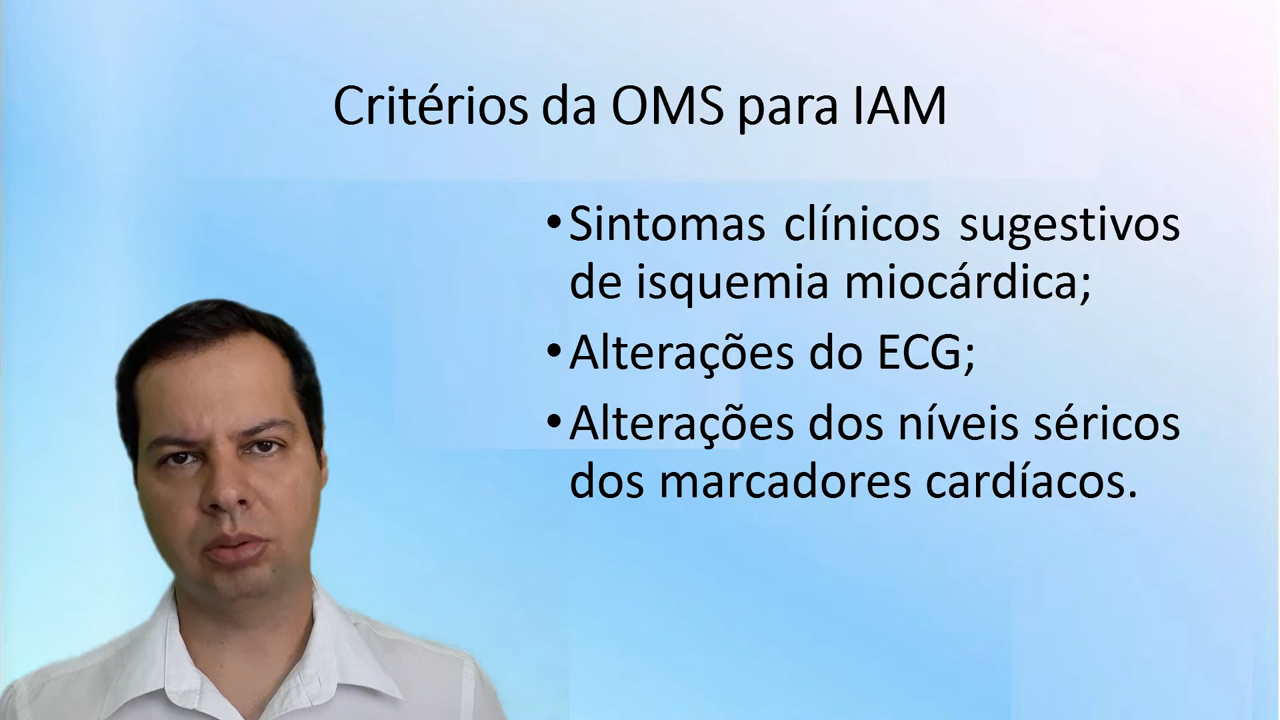 Critérios da OMS para IAM
•Sintomas clínicos sugestivos
de isquemia miocárdica;
•Alterações do ECG;
•Alterações dos níveis séricos
dos marcadores cardíacos.